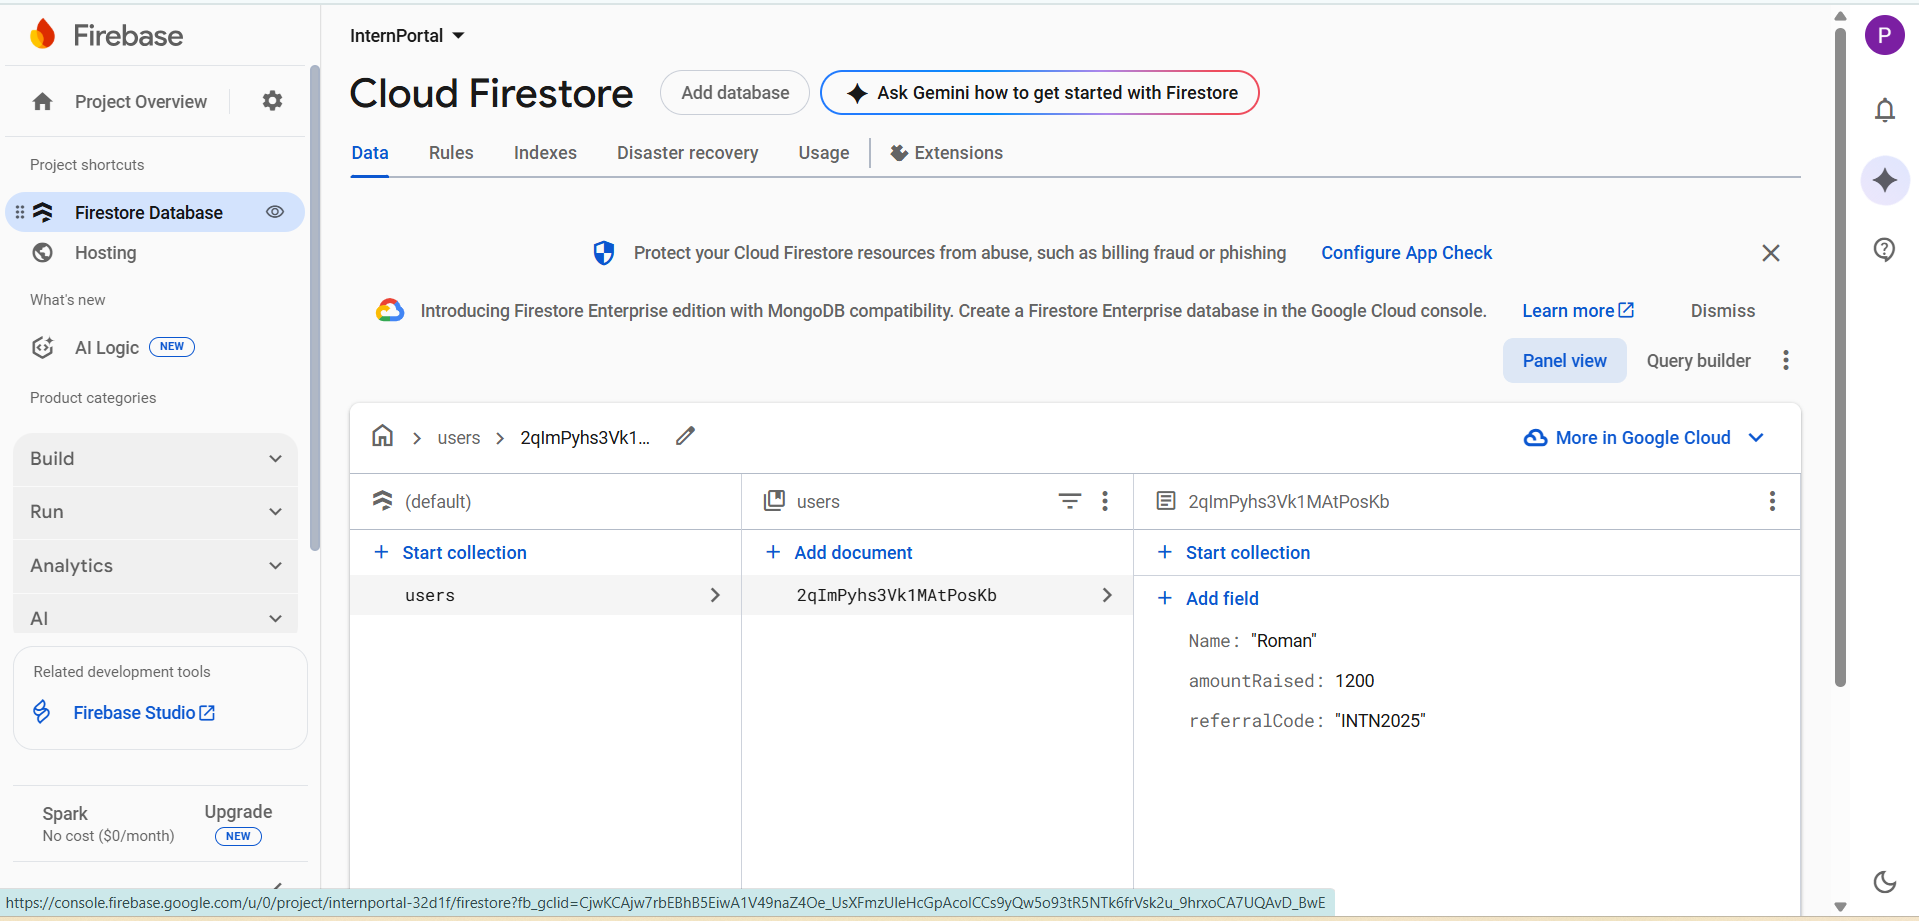 Firebase
Project Overview
Project shortcuts
Firestore Database
Hosting
What's new
AI Logic NEW
Product categories
Build
Run
Analytics
AI
Related development tools
Firebase Studio
Spark
No cost ($0/month)
Upgrade
NEW
InternPortal
Cloud Firestore
Add database
Ask Gemini how to get started with Firestore
Data Rules Indexes Disaster recovery Usage Extensions
Protect your Cloud Firestore resources from abuse, such as billing fraud or phishing Configure App Check
Introducing Firestore Enterprise edition with MongoDB compatibility. Create a Firestore Enterprise database in the Google Cloud console. Learn more Dismiss
Panel view Query builder
users 2qImPyhs3Vk1... More in Google Cloud
(default)
Start collection
users
users
Add document
2qImPyhs3Vk1MAtPosKb
2qImPyhs3Vk1MAtPosKb
Start collection
Add field
Name: "Roman"
amountRaised: 1200
referralCode: "INTN2025"
P
https://console.firebase.google.com/u/0/project/internportal-32d1f/firestore?fb_gclid=CjwKCAjw7rbEBhB5EiwA1V49naZ4Oe_UsXFmzUIeHcGpAcoICCs9yQw5o93tR5NTk6frVsk2u_9hrxoCA7UQAvD_BwE